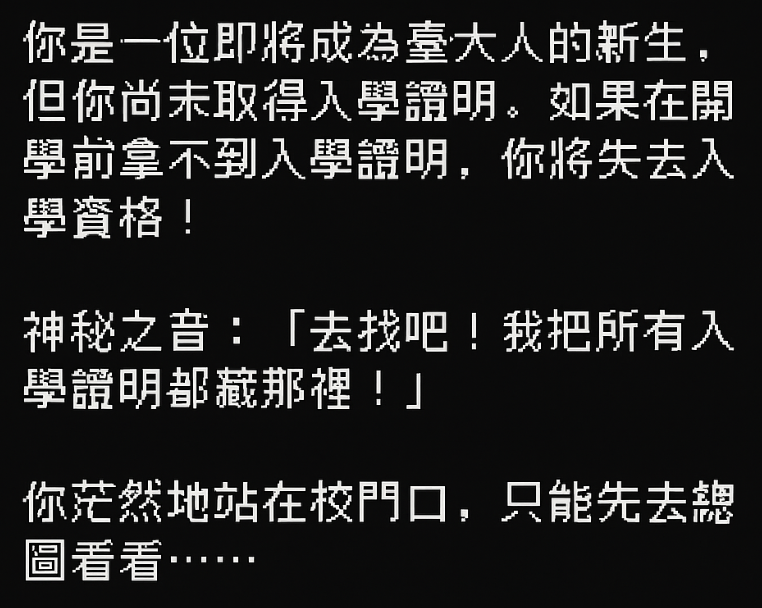 你是一位即將成為臺大人的新生，
但你尚未取得入學證明。如果在開
學前拿不到入學證明，你將失去入
學資格！
神秘之音：「去找吧！我把所有入
學證明都藏那裡！」
你茫然地站在校門口，只能先去總
圖看看……